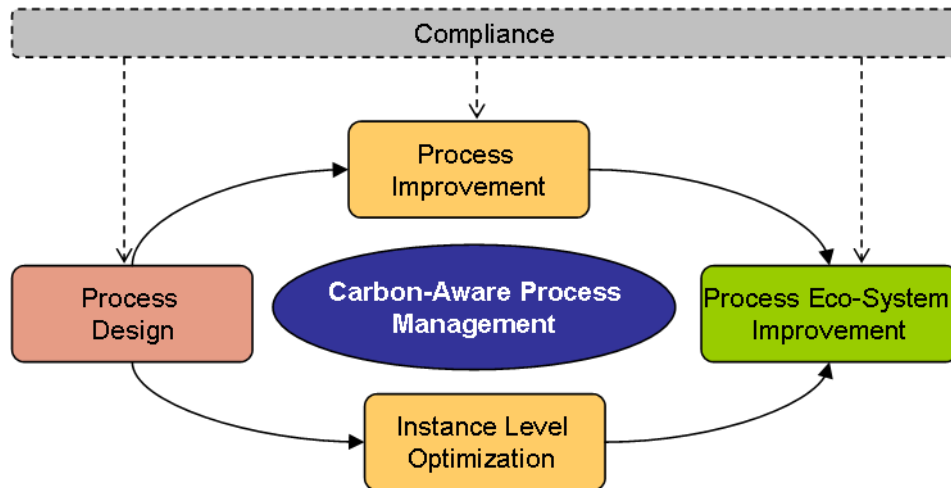 Compliance
Process
Improvement
Carbon-Aware Process
Management
Process
Design
Process Eco-System
Improvement
Instance Level
Optimization